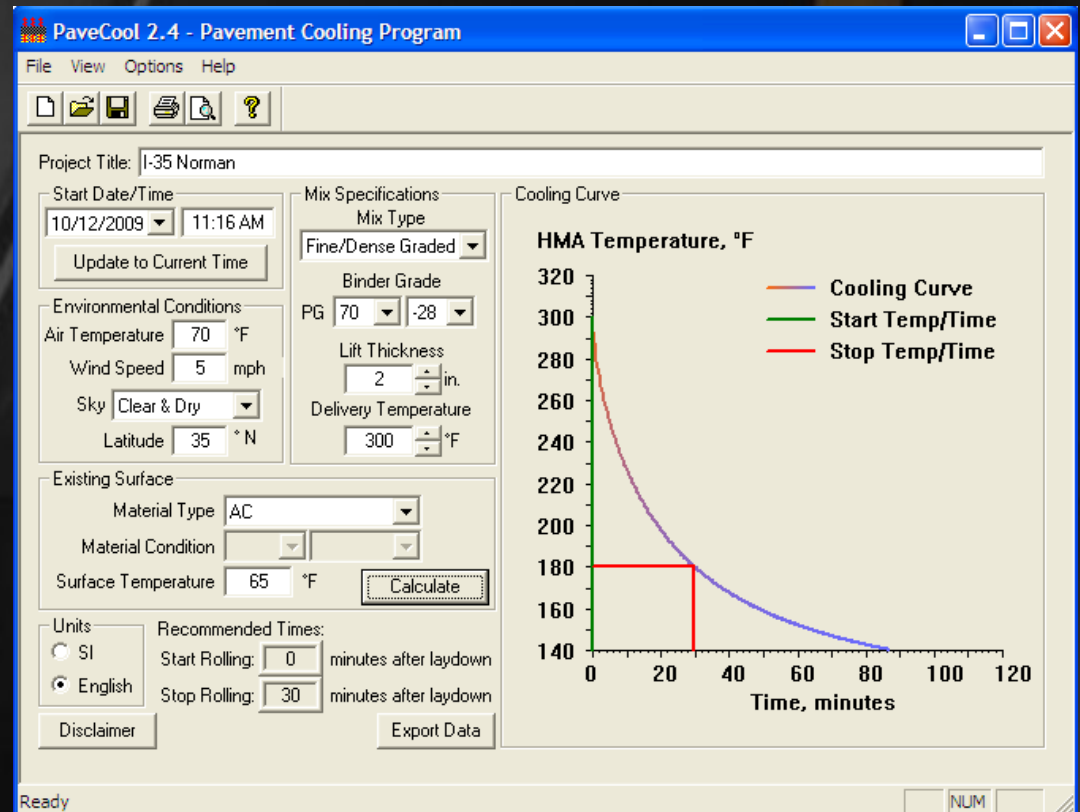 PaveCool 2.4 - Pavement Cooling Program
File View Options Help
Project Title: I-35 Norman
Start Date/Time
10/12/2009 11:16 AM
Update to Current Time
Environmental Conditions
Air Temperature 70 °F
Wind Speed 5 mph
Sky Clear & Dry
Latitude 35 ° N
Mix Specifications
Mix Type
Fine/Dense Graded
Binder Grade
PG 70 -28
Lift Thickness
2 in.
Delivery Temperature
300 °F
Existing Surface
Material Type AC
Material Condition
Surface Temperature 65 °F Calculate
Units
SI
English
Recommended Times:
Start Rolling: 0 minutes after laydown
Stop Rolling: 30 minutes after laydown
Disclaimer
Export Data
Cooling Curve
HMA Temperature, °F
320
300
280
260
240
220
200
180
160
140
Cooling Curve
Start Temp/Time
Stop Temp/Time
0 20 40 60 80 100 120
Time, minutes
Ready NUM